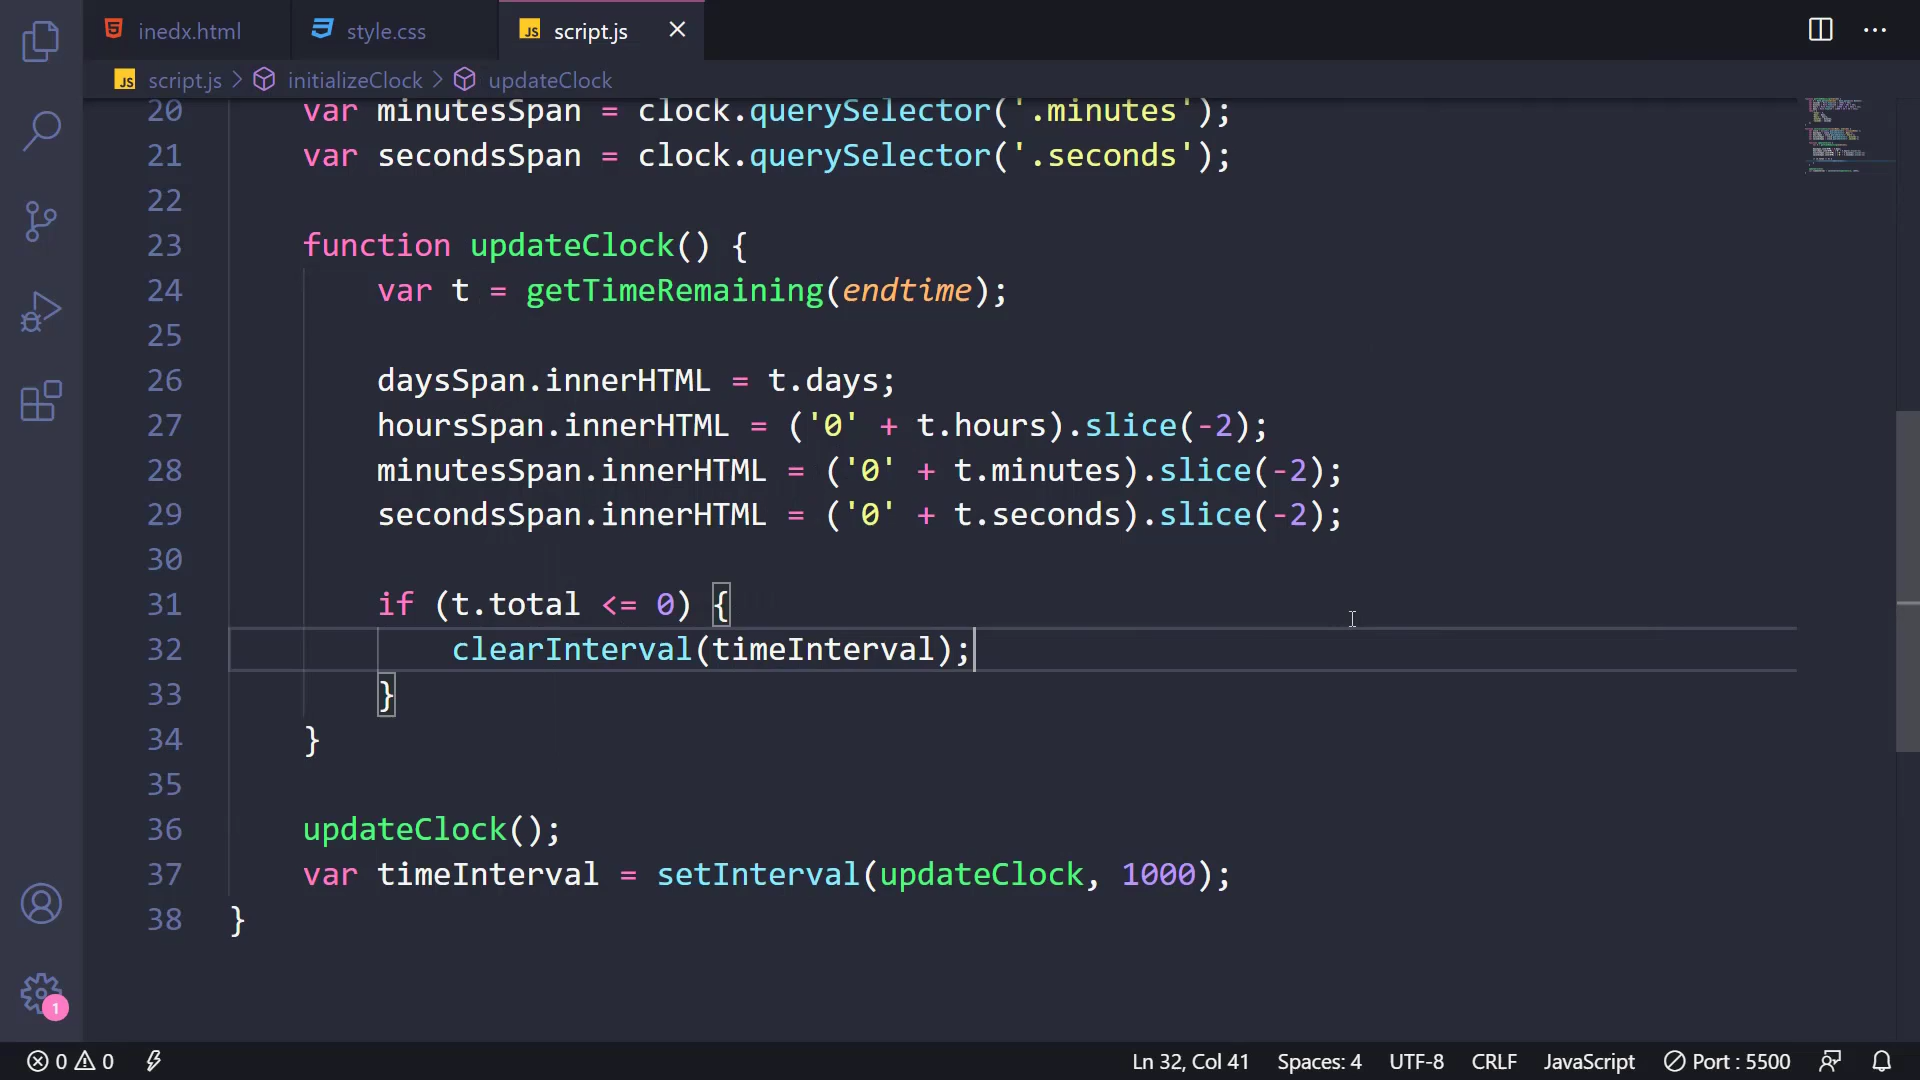 inedx.html
style.css
JS script.js
JS script.js > initializeClock > updateClock
20 var minutesSpan = clock.querySelector('.minutes');
21 var secondsSpan = clock.querySelector('.seconds');
22
23 function updateClock() {
24 var t = getTimeRemaining(endtime);
25
26 daysSpan.innerHTML = t.days;
27 hoursSpan.innerHTML = ('0' + t.hours).slice(-2);
28 minutesSpan.innerHTML = ('0' + t.minutes).slice(-2);
29 secondsSpan.innerHTML = ('0' + t.seconds).slice(-2);
30
31 if (t.total <= 0) {
32 clearInterval(timeInterval);
33 }
34 }
35
36 updateClock();
37 var timeInterval = setInterval(updateClock, 1000);
38 }
1
0 0 Ln 32, Col 41 Spaces: 4 UTF-8 CRLF JavaScript Port : 5500